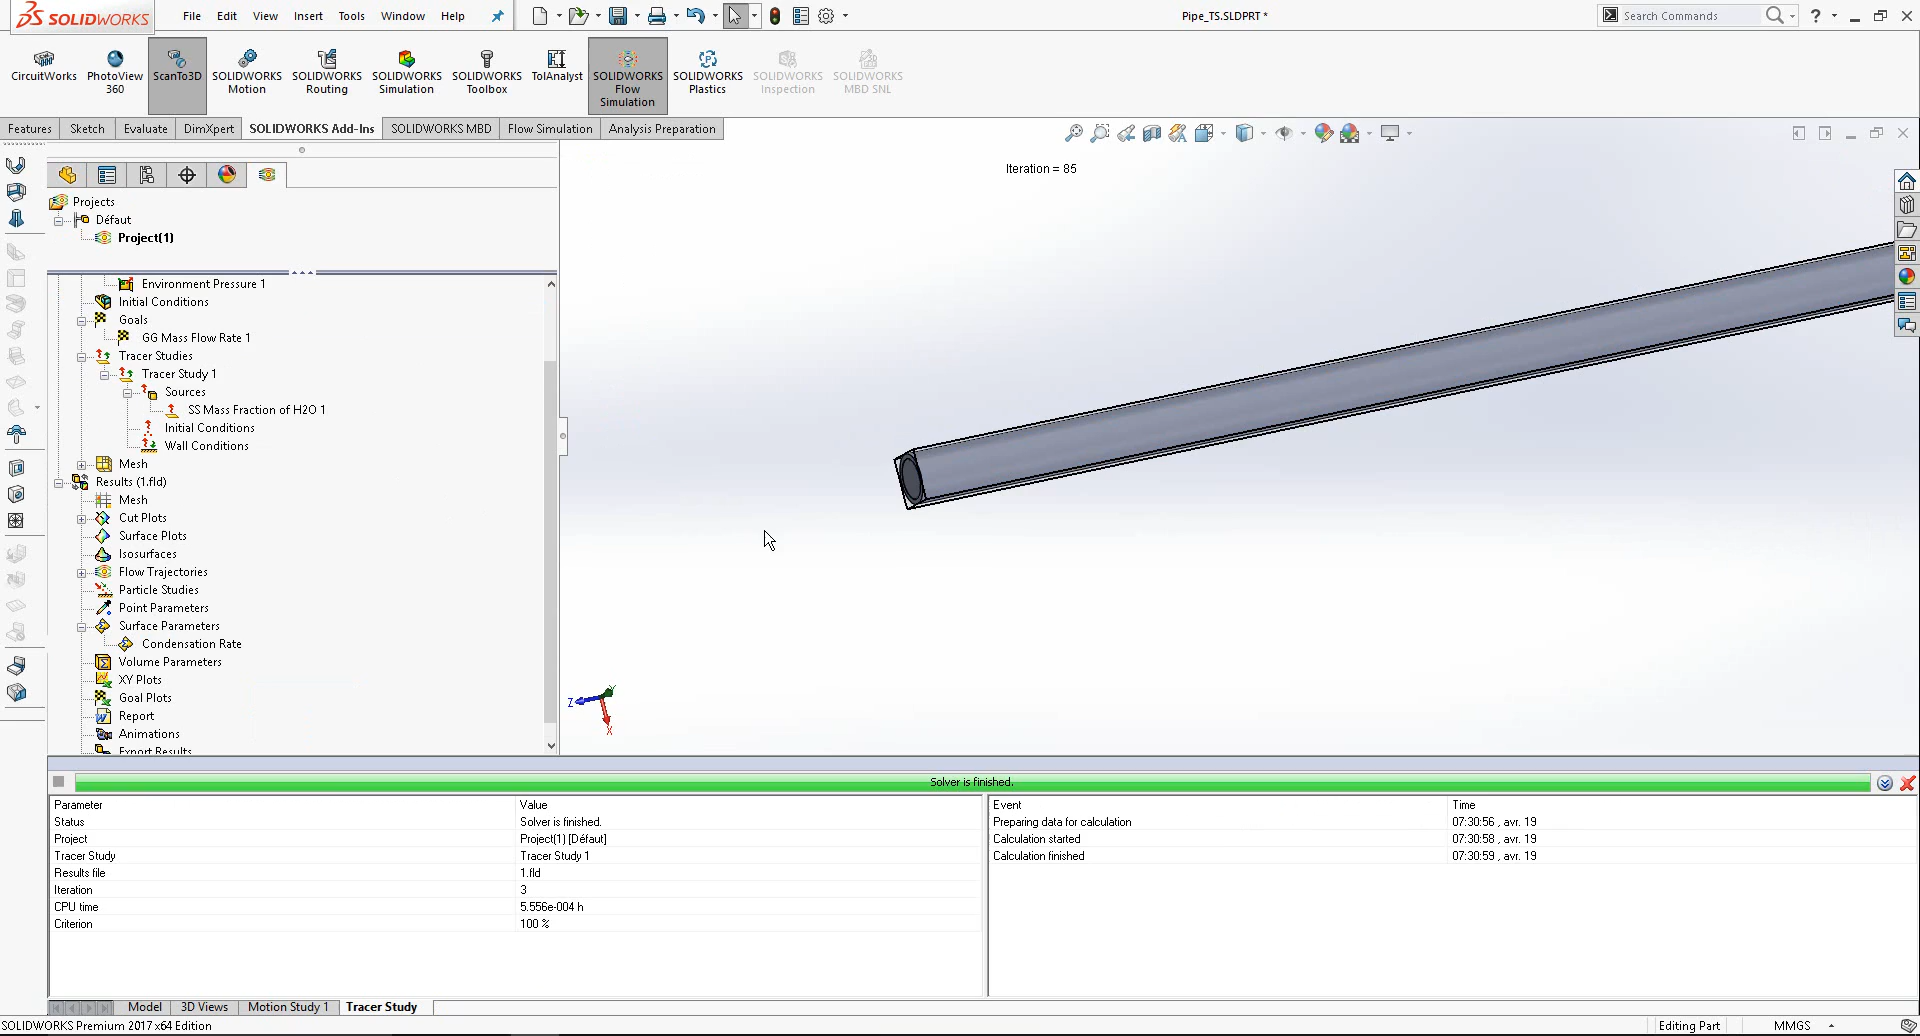 SOLIDWORKS File Edit View Insert Tools Window Help Pipe_TS.SLDPRT * Search Commands ?
CircuitWorks
PhotoView 360
ScanTo3D
SOLIDWORKS Motion
SOLIDWORKS Routing
SOLIDWORKS Simulation
SOLIDWORKS Toolbox
TolAnalyst
SOLIDWORKS Flow Simulation
SOLIDWORKS Plastics
SOLIDWORKS Inspection
SOLIDWORKS MBD SNL
Features Sketch Evaluate DimXpert SOLIDWORKS Add-Ins SOLIDWORKS MBD Flow Simulation Analysis Preparation
Iteration = 85
Projects
Défaut
Project(1)
Environment Pressure 1
Initial Conditions
Goals
GG Mass Flow Rate 1
Tracer Studies
Tracer Study 1
Sources
SS Mass Fraction of H2O 1
Initial Conditions
Wall Conditions
Mesh
Results (1.fld)
Mesh
Cut Plots
Surface Plots
Isosurfaces
Flow Trajectories
Particle Studies
Point Parameters
Surface Parameters
Condensation Rate
Volume Parameters
XY Plots
Goal Plots
Report
Animations
Export Results
Z
Y
X
Solver is finished.
Parameter Value
Status Solver is finished.
Project Project(1) [Défaut]
Tracer Study Tracer Study 1
Results file 1.fld
Iteration 3
CPU time 5.556e-004 h
Criterion 100 %
Event Time
Preparing data for calculation 07:30:56 , avr. 19
Calculation started 07:30:58 , avr. 19
Calculation finished 07:30:59 , avr. 19
Model 3D Views Motion Study 1 Tracer Study
SOLIDWORKS Premium 2017 x64 Edition Editing Part MMGS